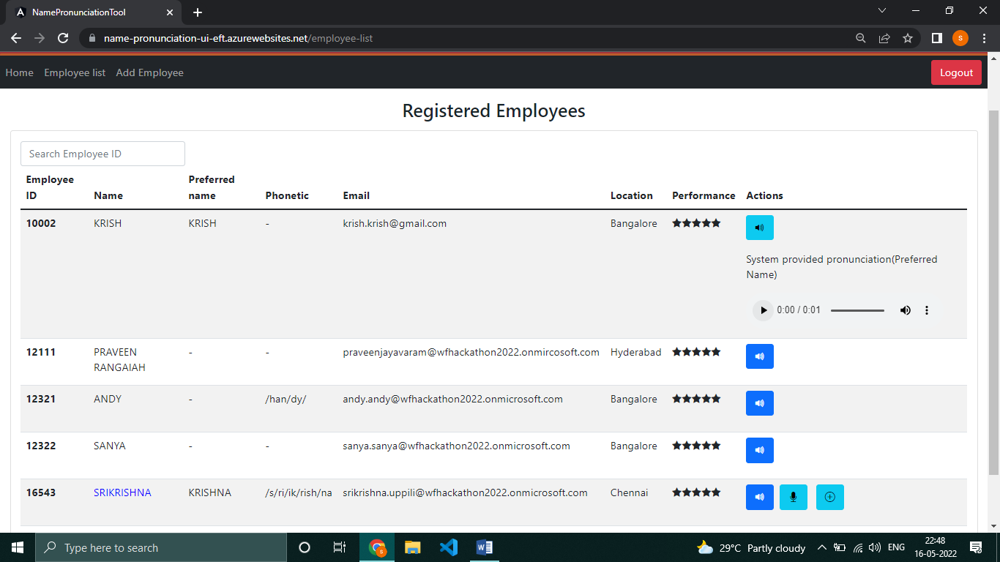 NamePronunciationTool
name-pronunciation-ui-eft.azurewebsites.net/employee-list
s
Home Employee list Add Employee Logout
Registered Employees
Search Employee ID
Employee ID Name Preferred name Phonetic Email Location Performance Actions
10002 KRISH KRISH - krish.krish@gmail.com Bangalore ★★★★★
System provided pronunciation(Preferred
Name)
0:00 / 0:01
12111 PRAVEEN RANGAIAH - - praveenjayavaram@wfhackathon2022.onmircosoft.com Hyderabad ★★★★★
12321 ANDY - /han/dy/ andy.andy@wfhackathon2022.onmicrosoft.com Bangalore ★★★★★
12322 SANYA - - sanya.sanya@wfhackathon2022.onmicrosoft.com Bangalore ★★★★★
16543 SRIKRISHNA KRISHNA /s/ri/ik/rish/na srikrishna.uppili@wfhackathon2022.onmicrosoft.com Chennai ★★★★★
Type here to search
29°C Partly cloudy
ENG
22:48
16-05-2022